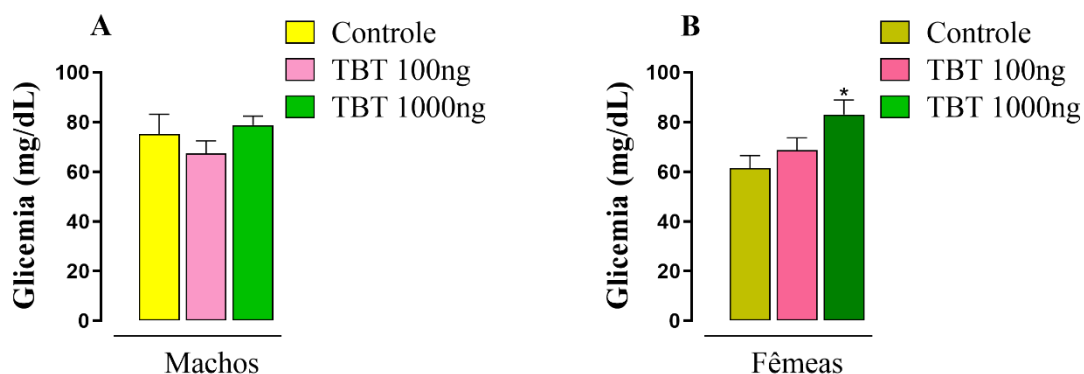 A
Controle
TBT 100ng
TBT 1000ng
Glicemia (mg/dL)
100
80
60
40
20
0
Machos
B
Controle
TBT 100ng
TBT 1000ng
Glicemia (mg/dL)
100
80
60
40
20
0
*
Fêmeas